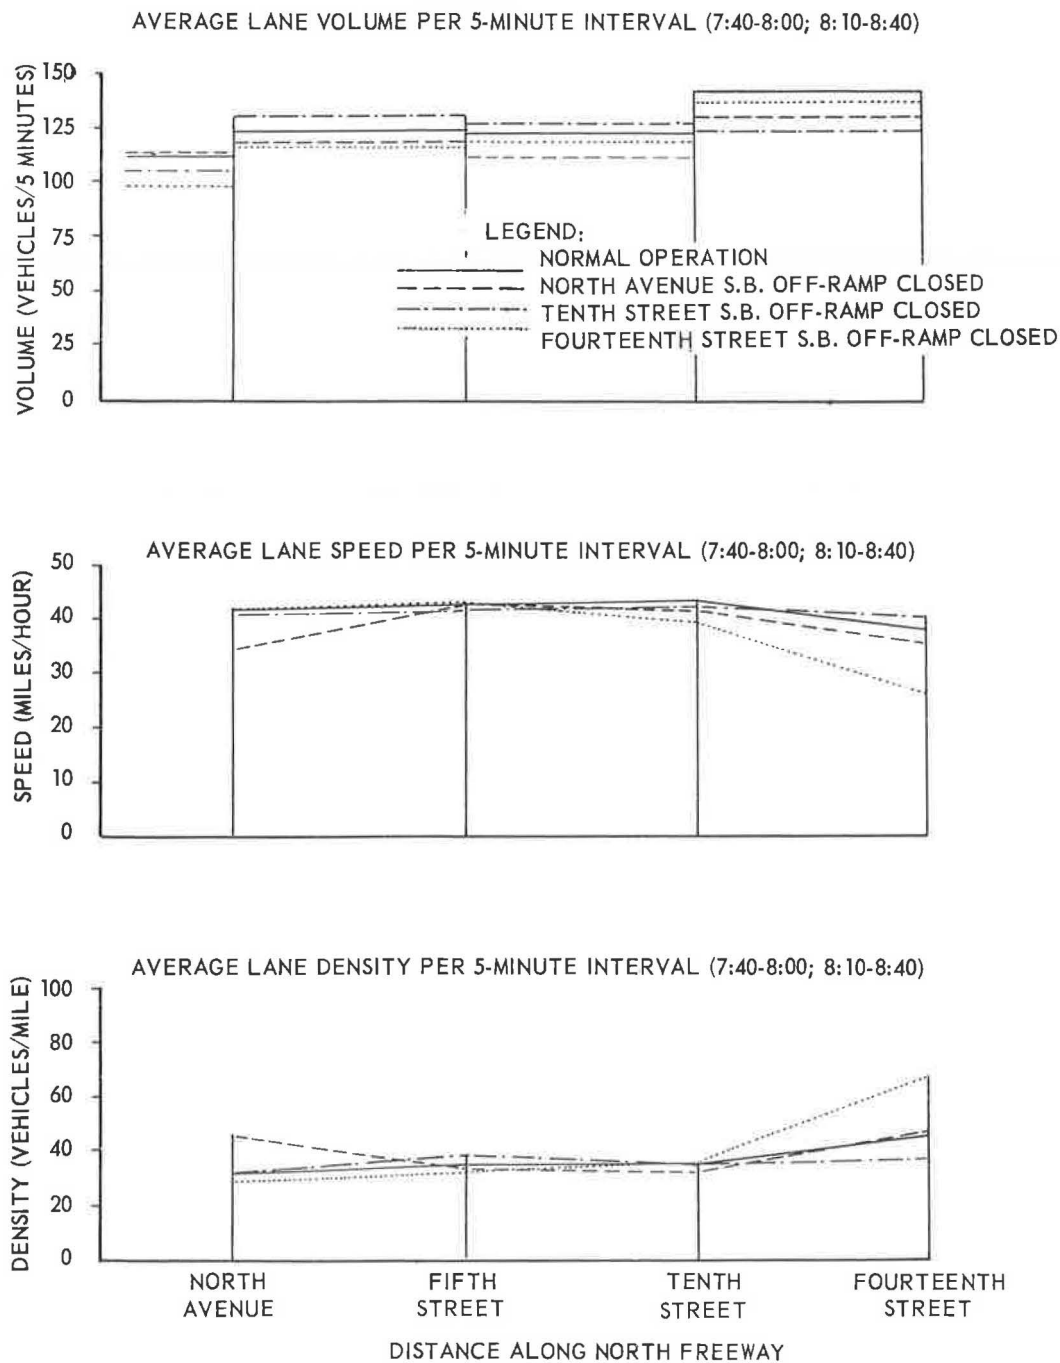 AVERAGE LANE VOLUME PER 5-MINUTE INTERVAL (7:40-8:00; 8:10-8:40)
VOLUME (VEHICLES/5 MINUTES)
150
125
100
75
50
25
0
LEGEND:
NORMAL OPERATION
NORTH AVENUE S.B. OFF-RAMP CLOSED
TENTH STREET S.B. OFF-RAMP CLOSED
FOURTEENTH STREET S.B. OFF-RAMP CLOSED
AVERAGE LANE SPEED PER 5-MINUTE INTERVAL (7:40-8:00; 8:10-8:40)
SPEED (MILES/HOUR)
50
40
30
20
10
0
AVERAGE LANE DENSITY PER 5-MINUTE INTERVAL (7:40-8:00; 8:10-8:40)
DENSITY (VEHICLES/MILE)
100
80
60
40
20
0
NORTH AVENUE
FIFTH STREET
TENTH STREET
FOURTEENTH STREET
DISTANCE ALONG NORTH FREEWAY